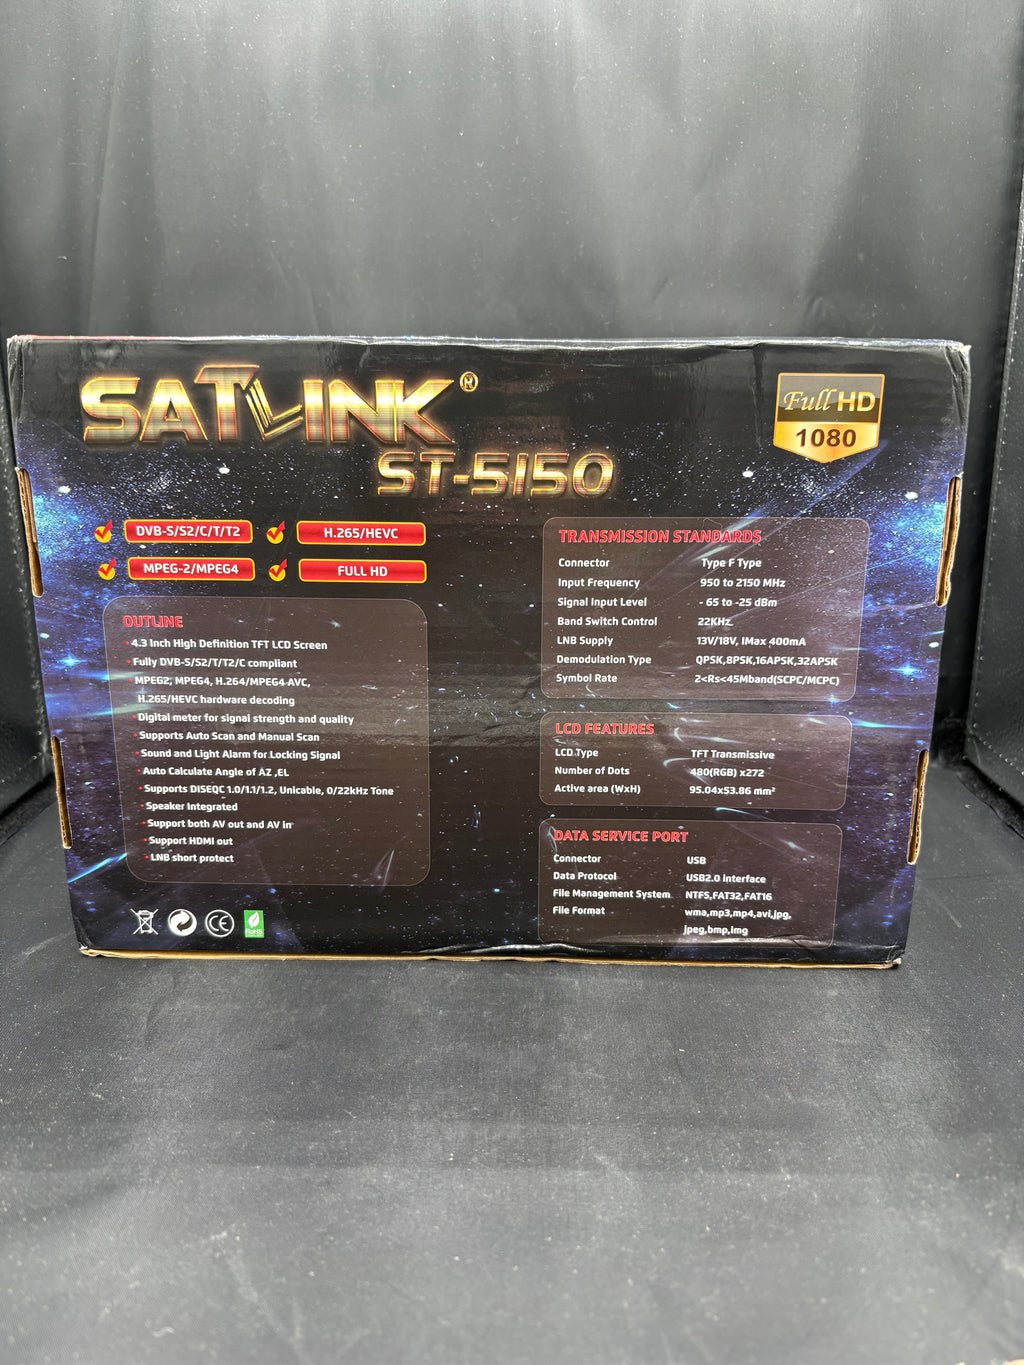 SATLINK®
ST-5150
Full HD
1080
DVB-S/S2/C/T/T2
H.265/HEVC
MPEG-2/MPEG4
FULL HD
OUTLINE
4.3 inch High Definition TFT LCD Screen
Fully DVB-S/S2/T/T2/C compliant
MPEG2, MPEG4, H.264/MPEG4 AVC,
H.265/HEVC hardware decoding
Digital meter for signal strength and quality
Supports Auto Scan and Manual Scan
Sound and Light Alarm for Locking Signal
Auto Calculate Angle of AZ ,EL
Supports DISEQC 1.0/1.1/1.2, Unicable, 0/22kHz Tone
Speaker Integrated
Support both AV out and AV in
Support HDMI out
LNB short protect
CE
RoHS
TRANSMISSION STANDARDS
Connector Type F Type
Input Frequency 950 to 2150 MHz
Signal Input Level - 65 to -25 dBm
Band Switch Control 22KHz.
LNB Supply 13V/18V, IMax 400mA
Demodulation Type QPSK,8PSK,16APSK,32APSK
Symbol Rate 2<Rs<45Mband(SCPC/MCPC)
LCD FEATURES
LCD Type TFT Transmissive
Number of Dots 480(RGB) x272
Active area (WxH) 95.04x53.86 mm²
DATA SERVICE PORT
Connector USB
Data Protocol USB2.0 interface
File Management System NTFS,FAT32,FAT16
File Format wma,mp3,mp4,avi,jpg,
jpeg,bmp,img